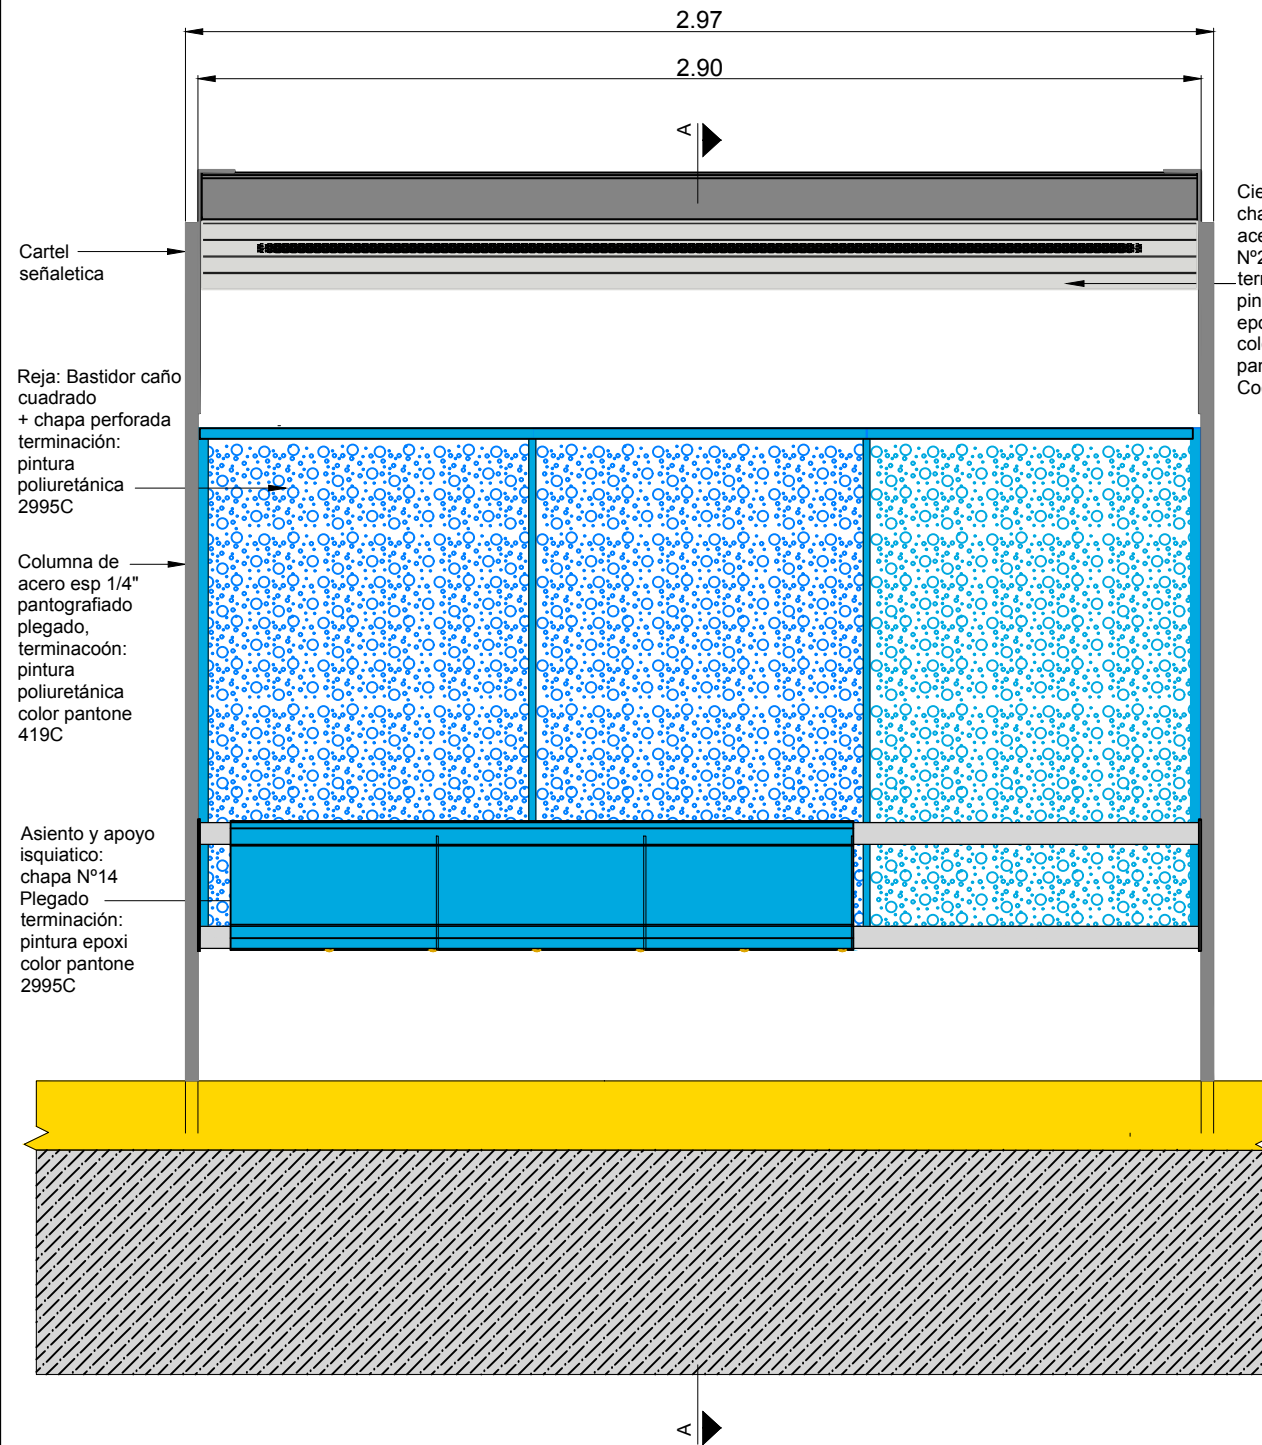 2.97
2.90
A
Cartel
señaletica
Reja: Bastidor caño
cuadrado
+ chapa perforada
terminación:
pintura
poliuretánica
2995C
Columna de
acero esp 1/4"
pantografiado
plegado,
terminacoón:
pintura
poliuretánica
color pantone
419C
Asiento y apoyo
isquiatico:
chapa Nº14
Plegado
terminación:
pintura epoxi
color pantone
2995C
A